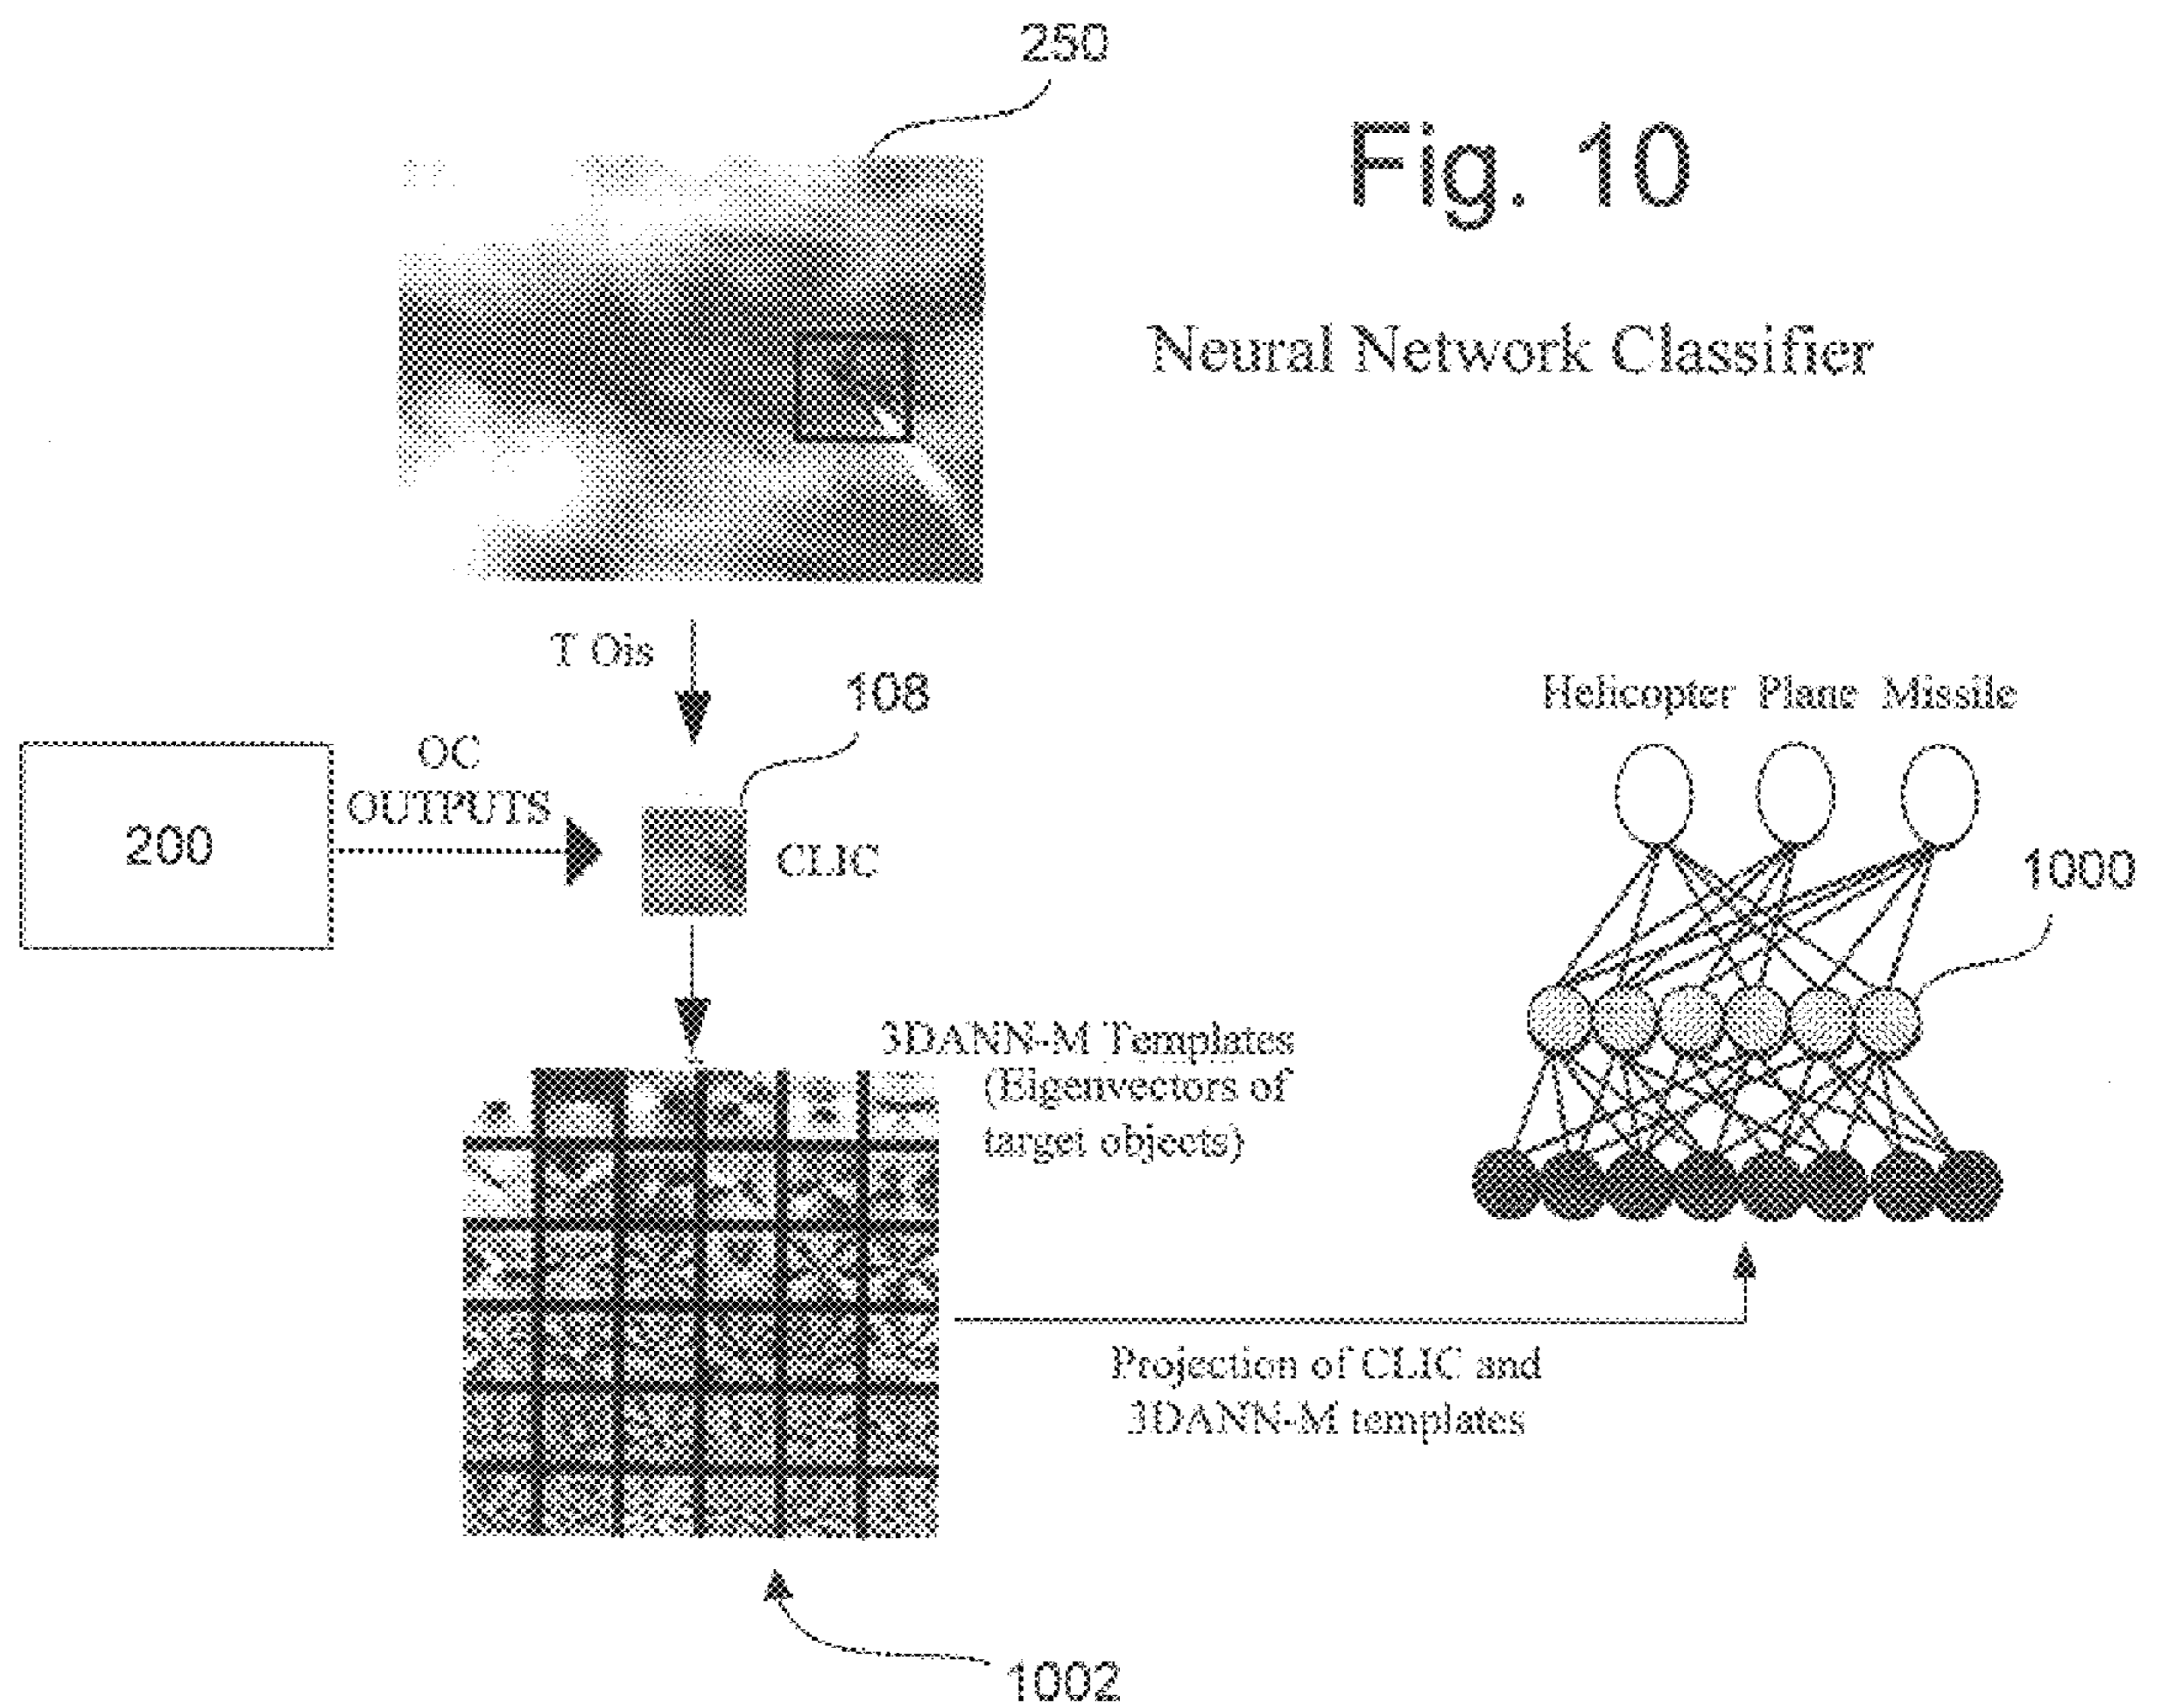 250
Fig. 10
Neural Network Classifier
T Ois
108
Helicopter Plane Missile
OC
OUTPUTS
200
CLIC
1000
3DANN-M Templates
(Eigenvectors of
target objects)
Projection of CLIC and
3DANN-M templates
1002